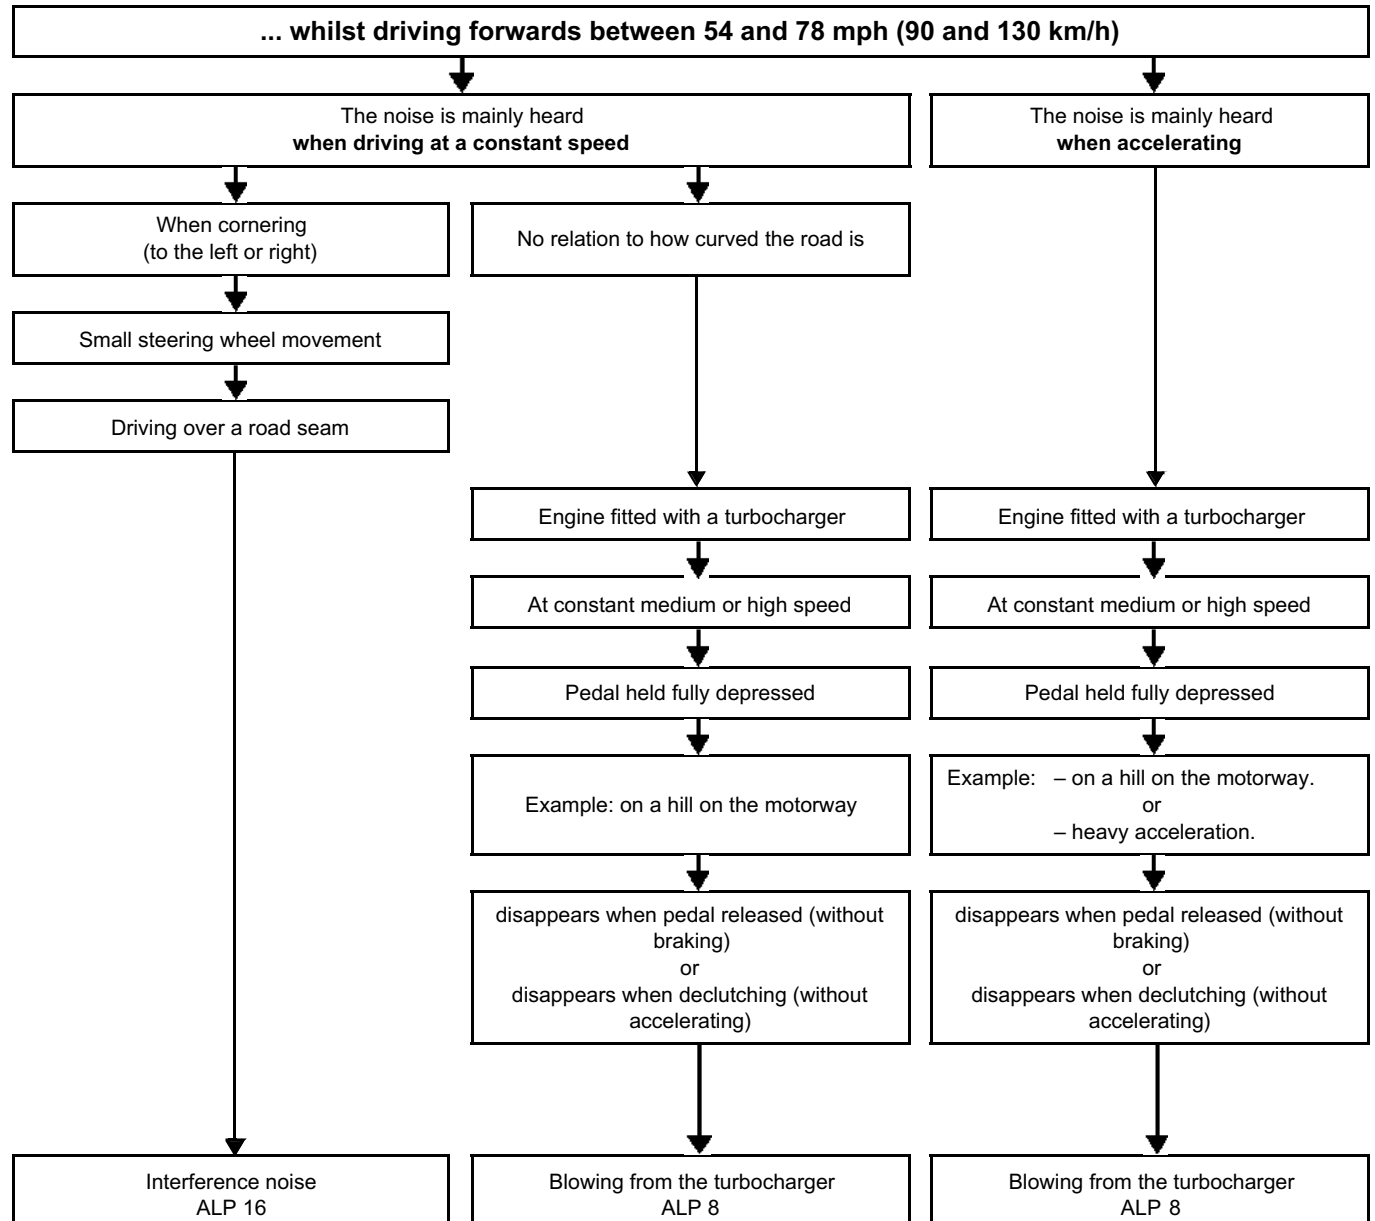 ... whilst driving forwards between 54 and 78 mph (90 and 130 km/h)
The noise is mainly heard
when driving at a constant speed
The noise is mainly heard
when accelerating
When cornering
(to the left or right)
No relation to how curved the road is
Small steering wheel movement
Driving over a road seam
Engine fitted with a turbocharger
Engine fitted with a turbocharger
At constant medium or high speed
At constant medium or high speed
Pedal held fully depressed
Pedal held fully depressed
Example: on a hill on the motorway
Example: – on a hill on the motorway.
or
– heavy acceleration.
disappears when pedal released (without
braking)
or
disappears when declutching (without
accelerating)
disappears when pedal released (without
braking)
or
disappears when declutching (without
accelerating)
Interference noise
ALP 16
Blowing from the turbocharger
ALP 8
Blowing from the turbocharger
ALP 8